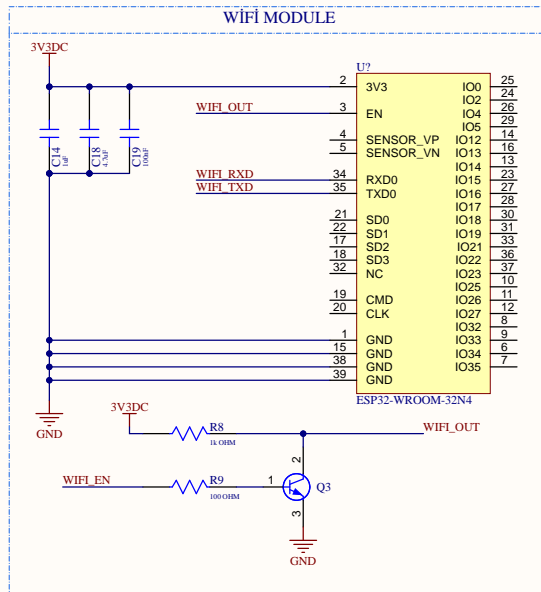 WİFİ MODULE
3V3DC
U?
2 3V3
3 EN
WIFI_OUT
4 SENSOR_VP
5 SENSOR_VN
WIFI_RXD 34 RXD0
WIFI_TXD 35 TXD0
21 SD0
22 SD1
17 SD2
18 SD3
32 NC
19 CMD
20 CLK
1 GND
15 GND
38 GND
39 GND
IO0 25
IO2 24
IO4 26
IO5 29
IO12 14
IO13 16
IO14 13
IO15 23
IO16 27
IO17 28
IO18 30
IO19 31
IO21 33
IO22 36
IO23 37
IO25 10
IO26 11
IO27 12
IO32 8
IO33 9
IO34 6
IO35 7
ESP32-WROOM-32N4
C14
1uF
C18
4.7uF
C19
100nF
GND
3V3DC
R8
1k OHM
WIFI_OUT
WIFI_EN
R9
100 OHM
1
2
3
Q3
GND